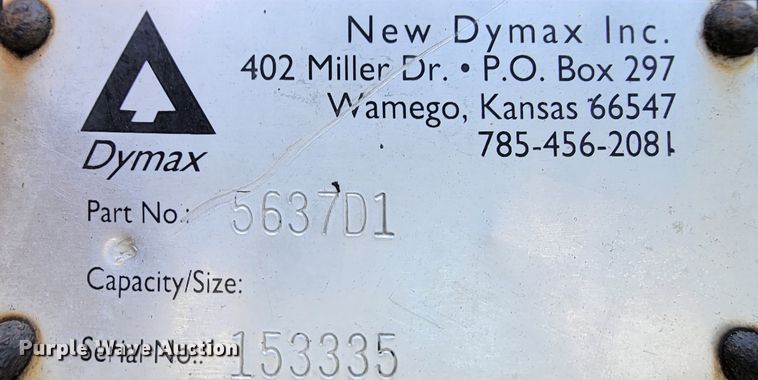 New Dymax Inc.
402 Miller Dr. • P.O. Box 297
Wamego, Kansas 66547
785-456-2081
Dymax
Part No.: 5637D1
Capacity/Size:
Serial No.: 153335
Purple Wave Auction